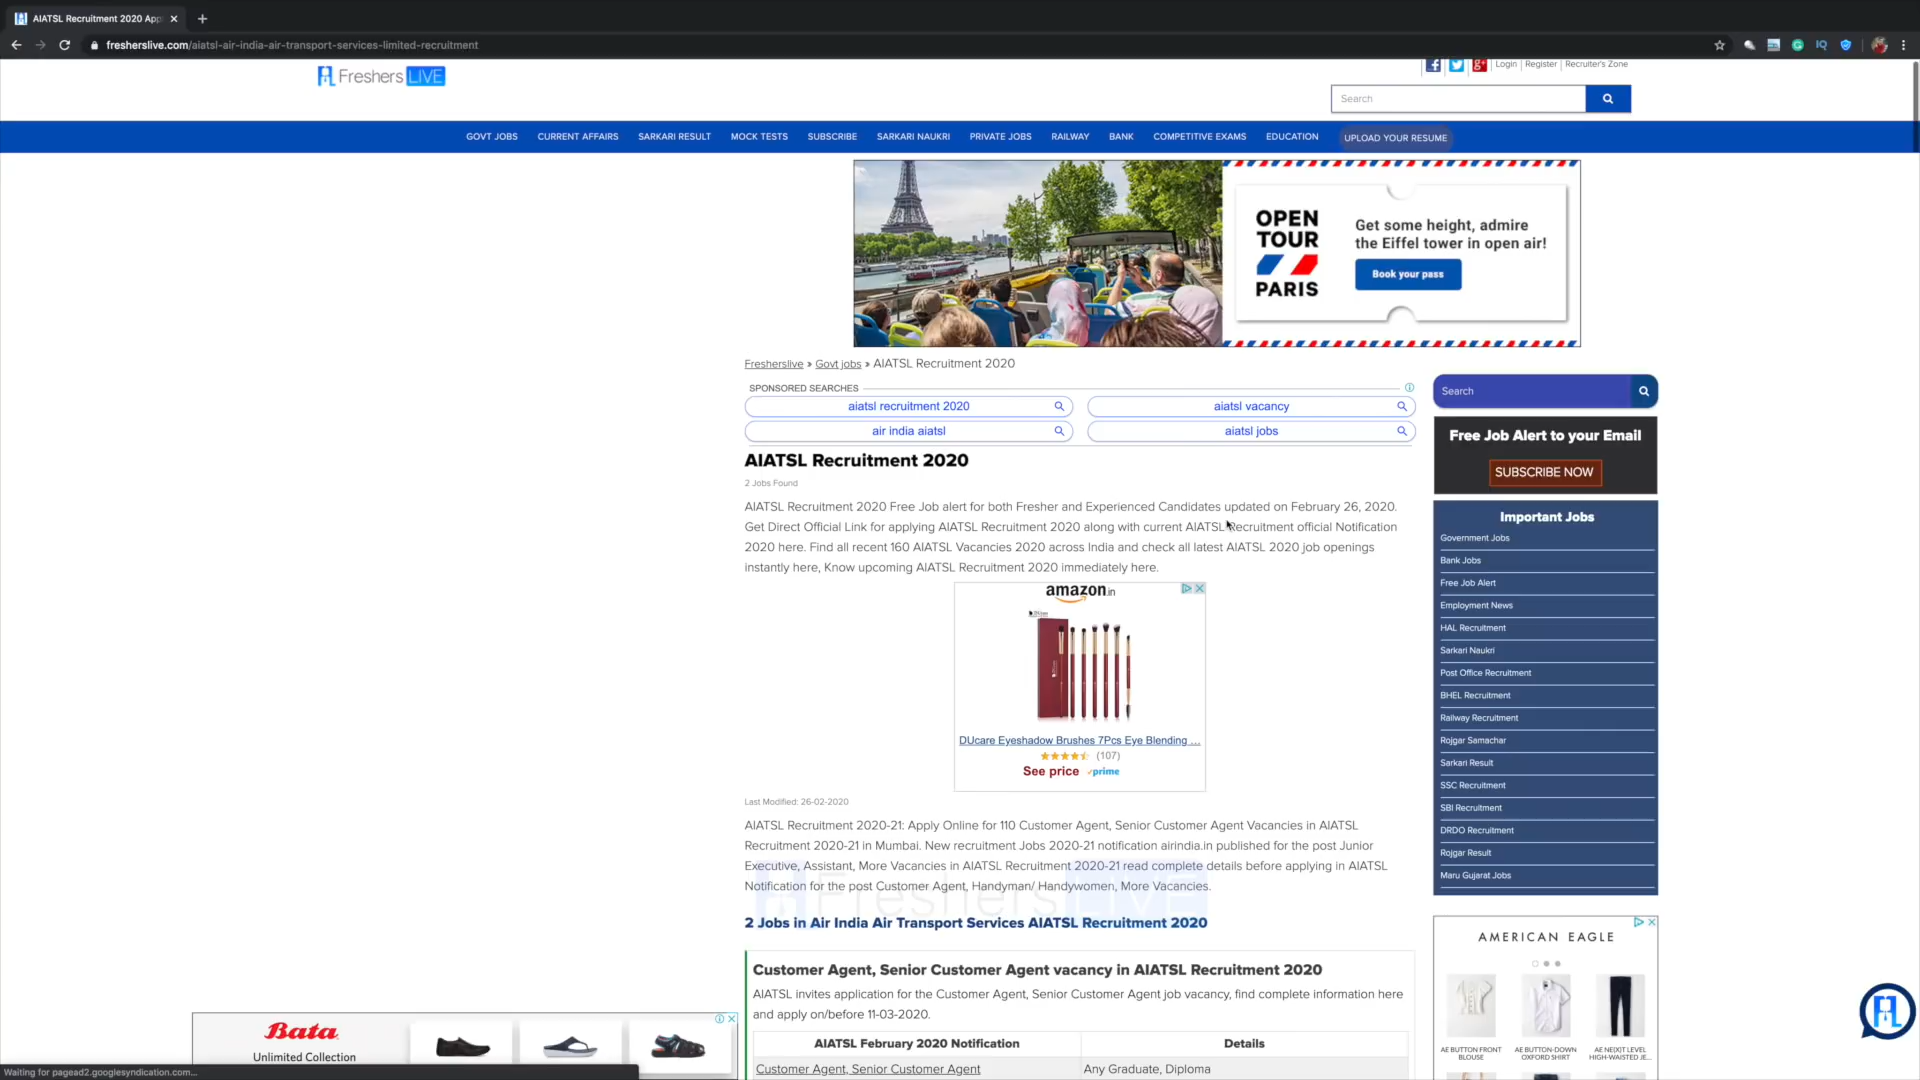 AIATSL Recruitment 2020 App
fresherslive.com/aiatsl-air-india-air-transport-services-limited-recruitment
Freshers LIVE
Login | Register | Recruiter's Zone
Search
GOVT JOBS CURRENT AFFAIRS SARKARI RESULT MOCK TESTS SUBSCRIBE SARKARI NAUKRI PRIVATE JOBS RAILWAY BANK COMPETITIVE EXAMS EDUCATION UPLOAD YOUR RESUME
OPEN
TOUR
PARIS
Get some height, admire
the Eiffel tower in open air!
Book your pass
Fresherslive » Govt jobs » AIATSL Recruitment 2020
SPONSORED SEARCHES
aiatsl recruitment 2020
aiatsl vacancy
air india aiatsl
aiatsl jobs
AIATSL Recruitment 2020
2 Jobs Found
AIATSL Recruitment 2020 Free Job alert for both Fresher and Experienced Candidates updated on February 26, 2020.
Get Direct Official Link for applying AIATSL Recruitment 2020 along with current AIATSL Recruitment official Notification
2020 here. Find all recent 160 AIATSL Vacancies 2020 across India and check all latest AIATSL 2020 job openings
instantly here, Know upcoming AIATSL Recruitment 2020 immediately here.
amazon.in
DUcare Eyeshadow Brushes 7Pcs Eye Blending ...
(107)
See price prime
Last Modified: 26-02-2020
AIATSL Recruitment 2020-21: Apply Online for 110 Customer Agent, Senior Customer Agent Vacancies in AIATSL
Recruitment 2020-21 in Mumbai. New recruitment Jobs 2020-21 notification airindia.in published for the post Junior
Executive, Assistant, More Vacancies in AIATSL Recruitment 2020-21 read complete details before applying in AIATSL
Notification for the post Customer Agent, Handyman/ Handywomen, More Vacancies.
Freshers LIVE
2 Jobs in Air India Air Transport Services AIATSL Recruitment 2020
Customer Agent, Senior Customer Agent vacancy in AIATSL Recruitment 2020
AIATSL invites application for the Customer Agent, Senior Customer Agent job vacancy, find complete information here
and apply on/before 11-03-2020.
AIATSL February 2020 Notification
Details
Customer Agent, Senior Customer Agent
Any Graduate, Diploma
Search
Free Job Alert to your Email
SUBSCRIBE NOW
Important Jobs
Government Jobs
Bank Jobs
Free Job Alert
Employment News
HAL Recruitment
Sarkari Naukri
Post Office Recruitment
BHEL Recruitment
Railway Recruitment
Rojgar Samachar
Sarkari Result
SSC Recruitment
SBI Recruitment
DRDO Recruitment
Rojgar Result
Maru Gujarat Jobs
AMERICAN EAGLE
AE BUTTON FRONT
BLOUSE
AE BUTTON-DOWN
OXFORD SHIRT
AE NE(X)T LEVEL
HIGH-WAISTED JE...
Bata
Unlimited Collection
Waiting for pagead2.googlesyndication.com...